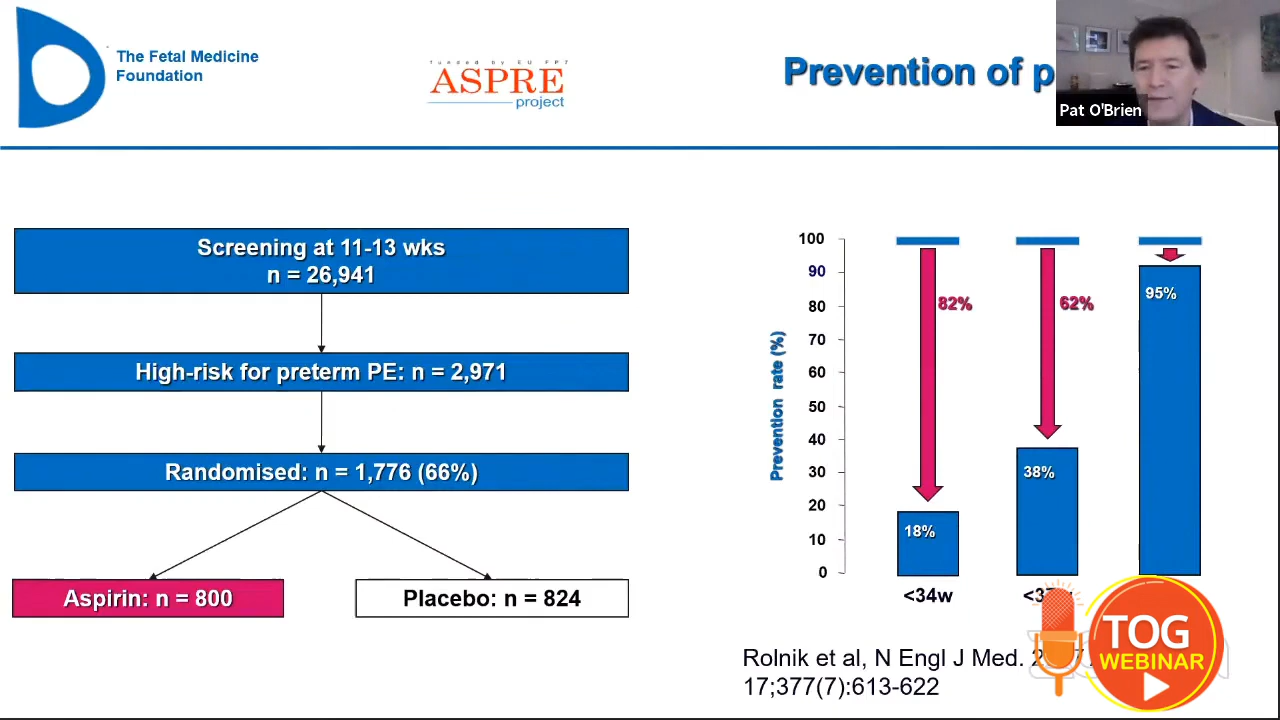 The Fetal Medicine
Foundation
funded by EU FP7
ASPRE
project
Prevention of
Pat O'Brien
Screening at 11-13 wks
n = 26,941
High-risk for preterm PE: n = 2,971
Randomised: n = 1,776 (66%)
Aspirin: n = 800
Placebo: n = 824
Prevention rate (%)
100
90
80
70
60
50
40
30
20
10
0
82%
62%
95%
38%
18%
<34w
Rolnik et al, N Engl J Med.
17;377(7):613-622
TOG
WEBINAR